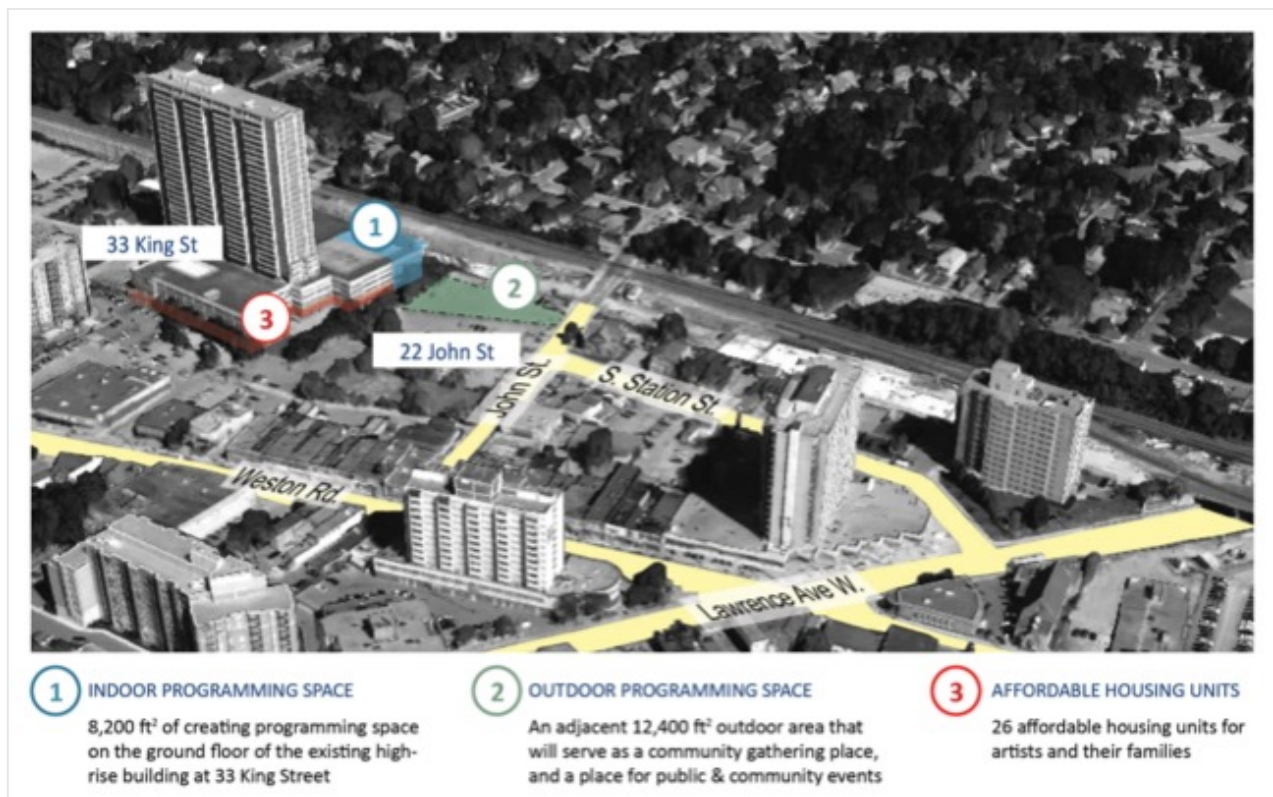 33 King St
1
2
3
22 John St
John St.
S. Station St.
Weston Rd.
Lawrence Ave W.
1 INDOOR PROGRAMMING SPACE
8,200 ft² of creating programming space
on the ground floor of the existing high-
rise building at 33 King Street
2 OUTDOOR PROGRAMMING SPACE
An adjacent 12,400 ft² outdoor area that
will serve as a community gathering place,
and a place for public & community events
3 AFFORDABLE HOUSING UNITS
26 affordable housing units for
artists and their families